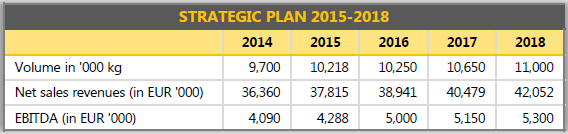 STRATEGIC PLAN 2015-2018
2014 2015 2016 2017 2018
Volume in '000 kg 9,700 10,218 10,250 10,650 11,000
Net sales revenues (in EUR '000) 36,360 37,815 38,941 40,479 42,052
EBITDA (in EUR '000) 4,090 4,288 5,000 5,150 5,300